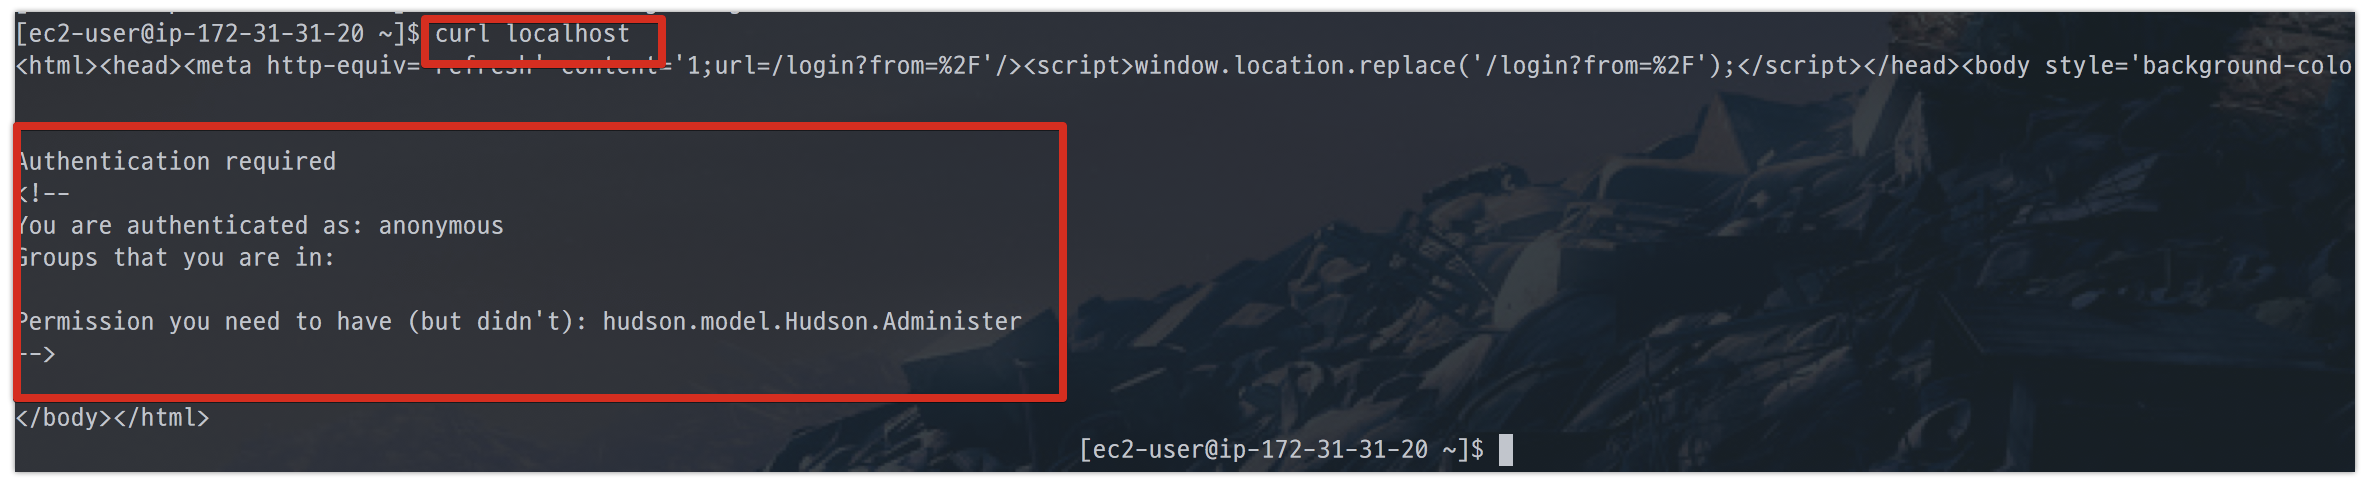 [ec2-user@ip-172-31-31-20 ~]$ curl localhost
<html><head><meta http-equiv='refresh' content='1;url=/login?from=%2F'/><script>window.location.replace('/login?from=%2F');</script></head><body style='background-colo
Authentication required
<!--
You are authenticated as: anonymous
Groups that you are in:
Permission you need to have (but didn't): hudson.model.Hudson.Administer
-->
</body></html>
[ec2-user@ip-172-31-31-20 ~]$